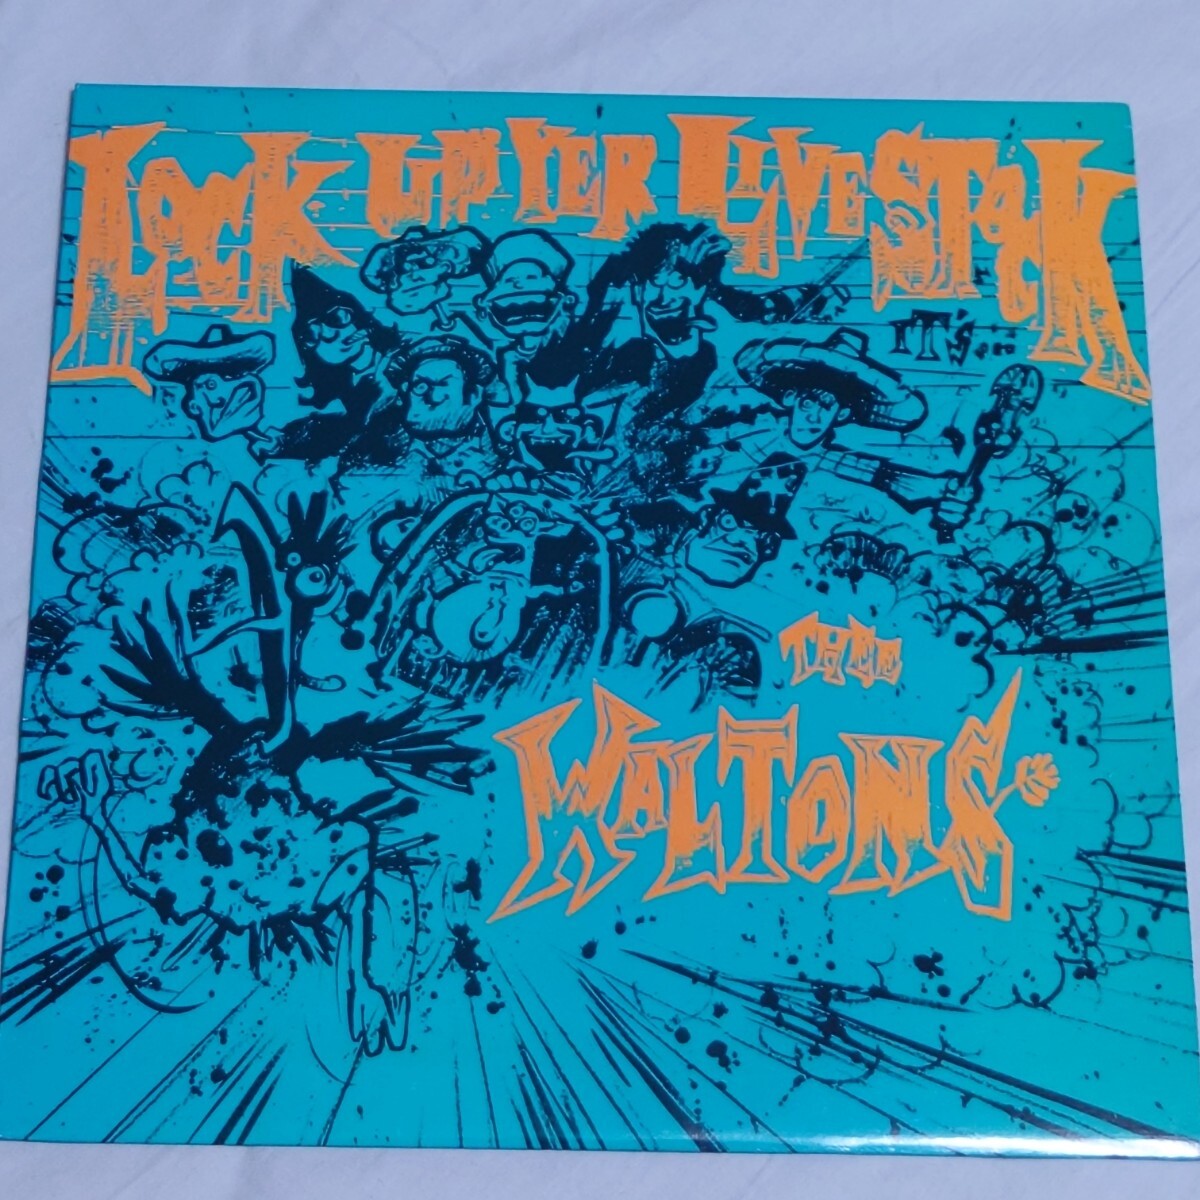 LOCK UP YER LIVESTOCK
IT'S...
THEE
WALTONS